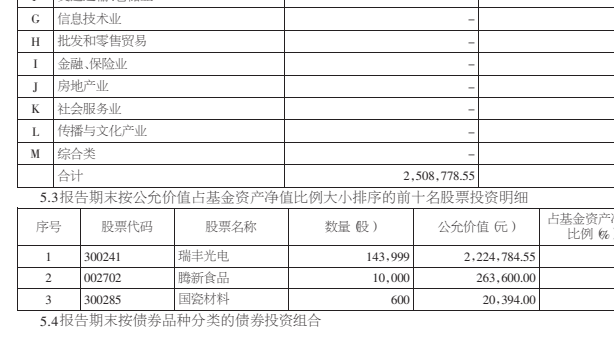 G 信息技术业 –
H 批发和零售贸易 –
I 金融、保险业 –
J 房地产业 –
K 社会服务业 –
L 传播与文化产业 –
M 综合类 –
合计 2,508,778.55
5.3报告期末按公允价值占基金资产净值比例大小排序的前十名股票投资明细
序号 股票代码 股票名称 数量(股) 公允价值(元) 占基金资产
比例(%
1 300241 瑞丰光电 143,999 2,224,784.55
2 002702 腾新食品 10,000 263,600.00
3 300285 国瓷材料 600 20,394.00
5.4报告期末按债券品种分类的债券投资组合